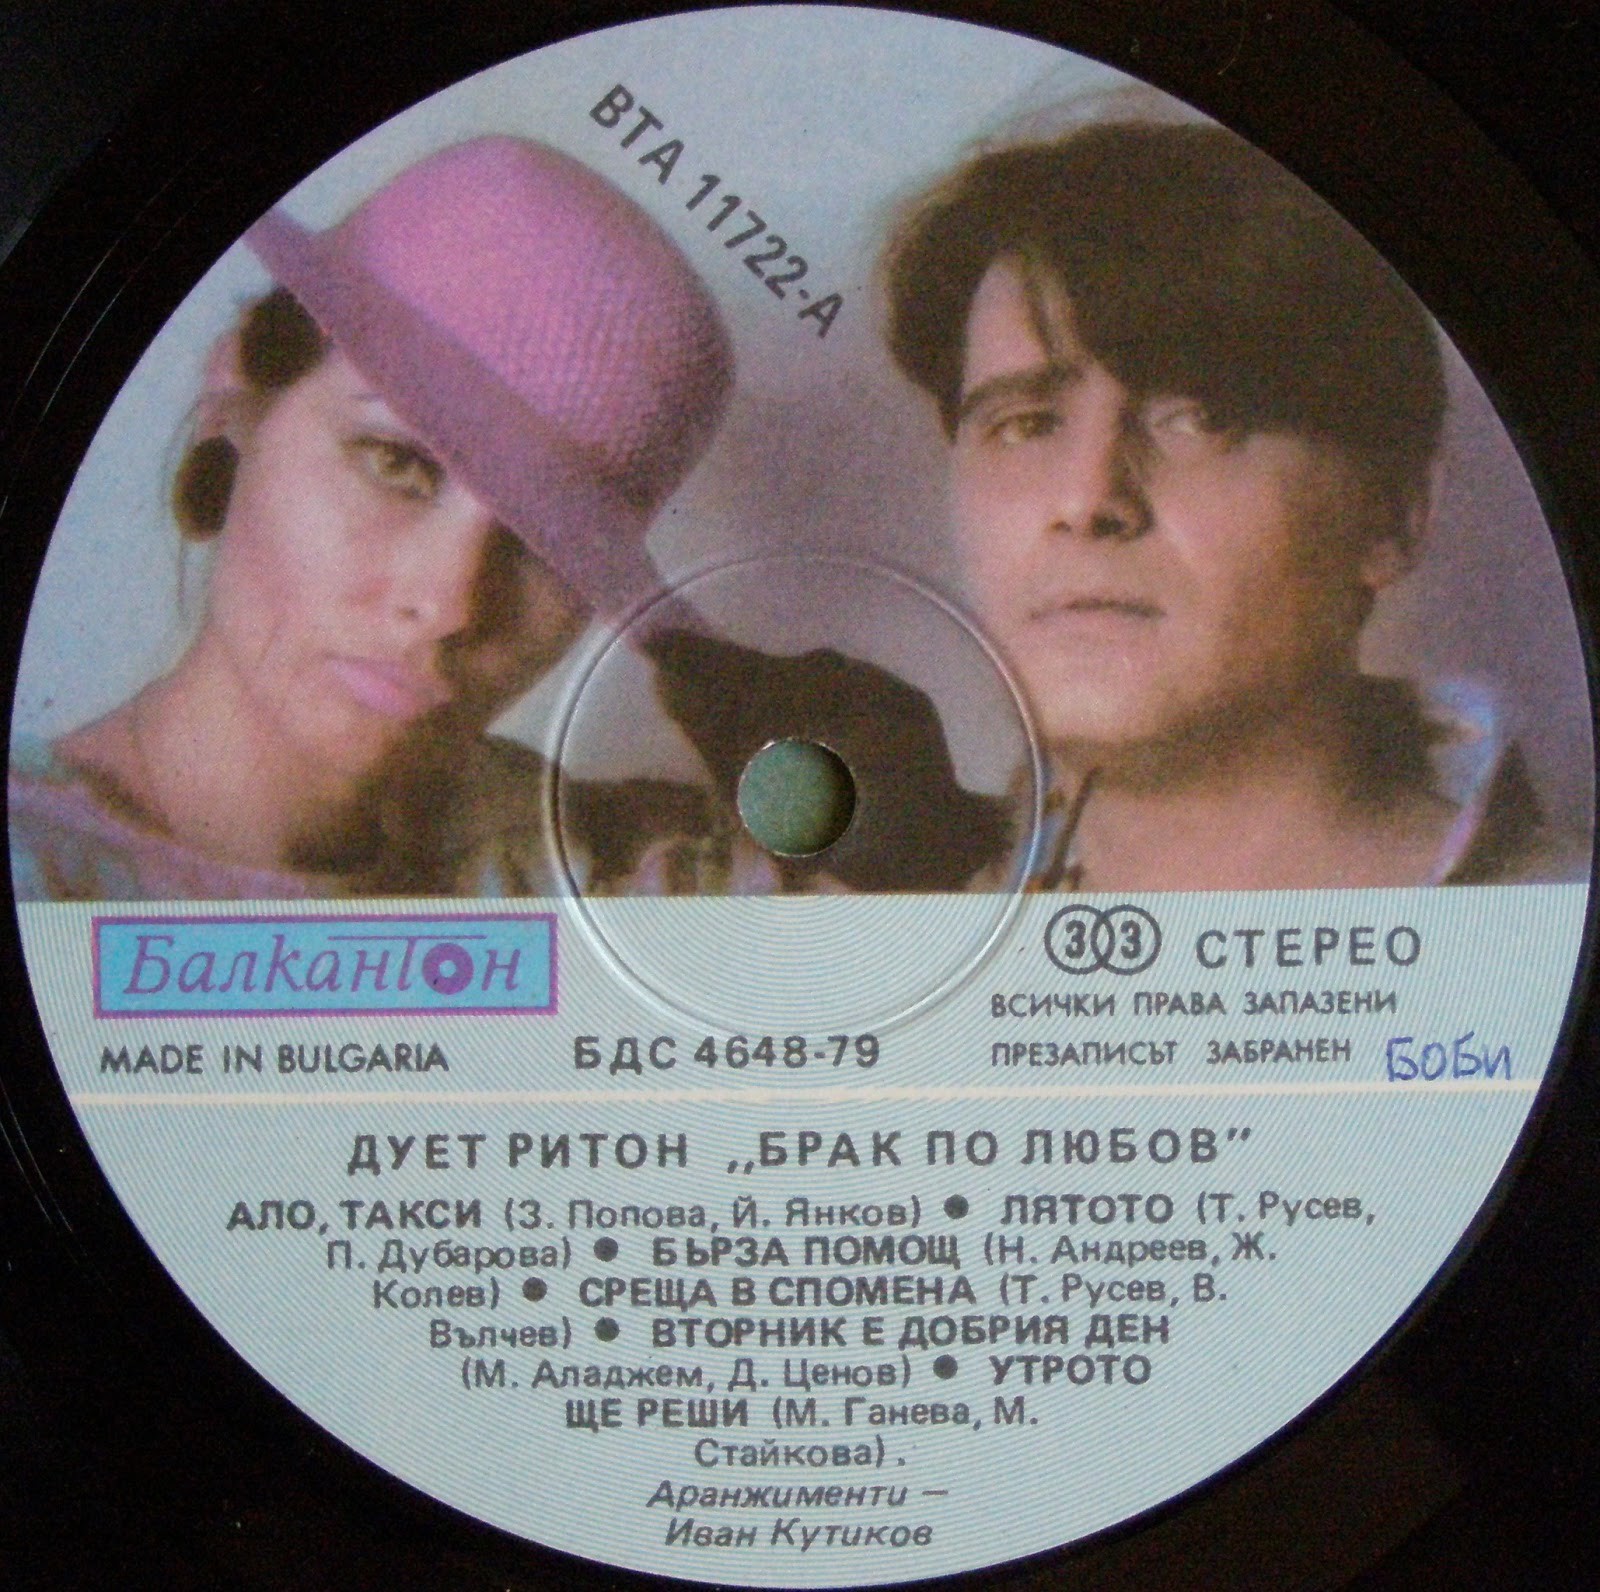 ВТА 11722-А
Балкантон
33 СТЕРЕО
ВСИЧКИ ПРАВА ЗАПАЗЕНИ
MADE IN BULGARIA
БДС 4648-79
ПРЕЗАПИСЪТ ЗАБРАНЕН
БОБИ
ДУЕТ РИТОН „БРАК ПО ЛЮБОВ”
АЛО, ТАКСИ (З. Попова, Й. Янков) ● ЛЯТОТО (Т. Русев,
П. Дубарова) ● БЪРЗА ПОМОЩ (Н. Андреев, Ж.
Колев) ● СРЕЩА В СПОМЕНА (Т. Русев, В.
Вълчев) ● ВТОРНИК Е ДОБРИЯ ДЕН
(М. Аладжем, Д. Ценов) ● УТРОТО
ЩЕ РЕШИ (М. Ганева, М.
Стайкова).
Аранжименти —
Иван Кутиков